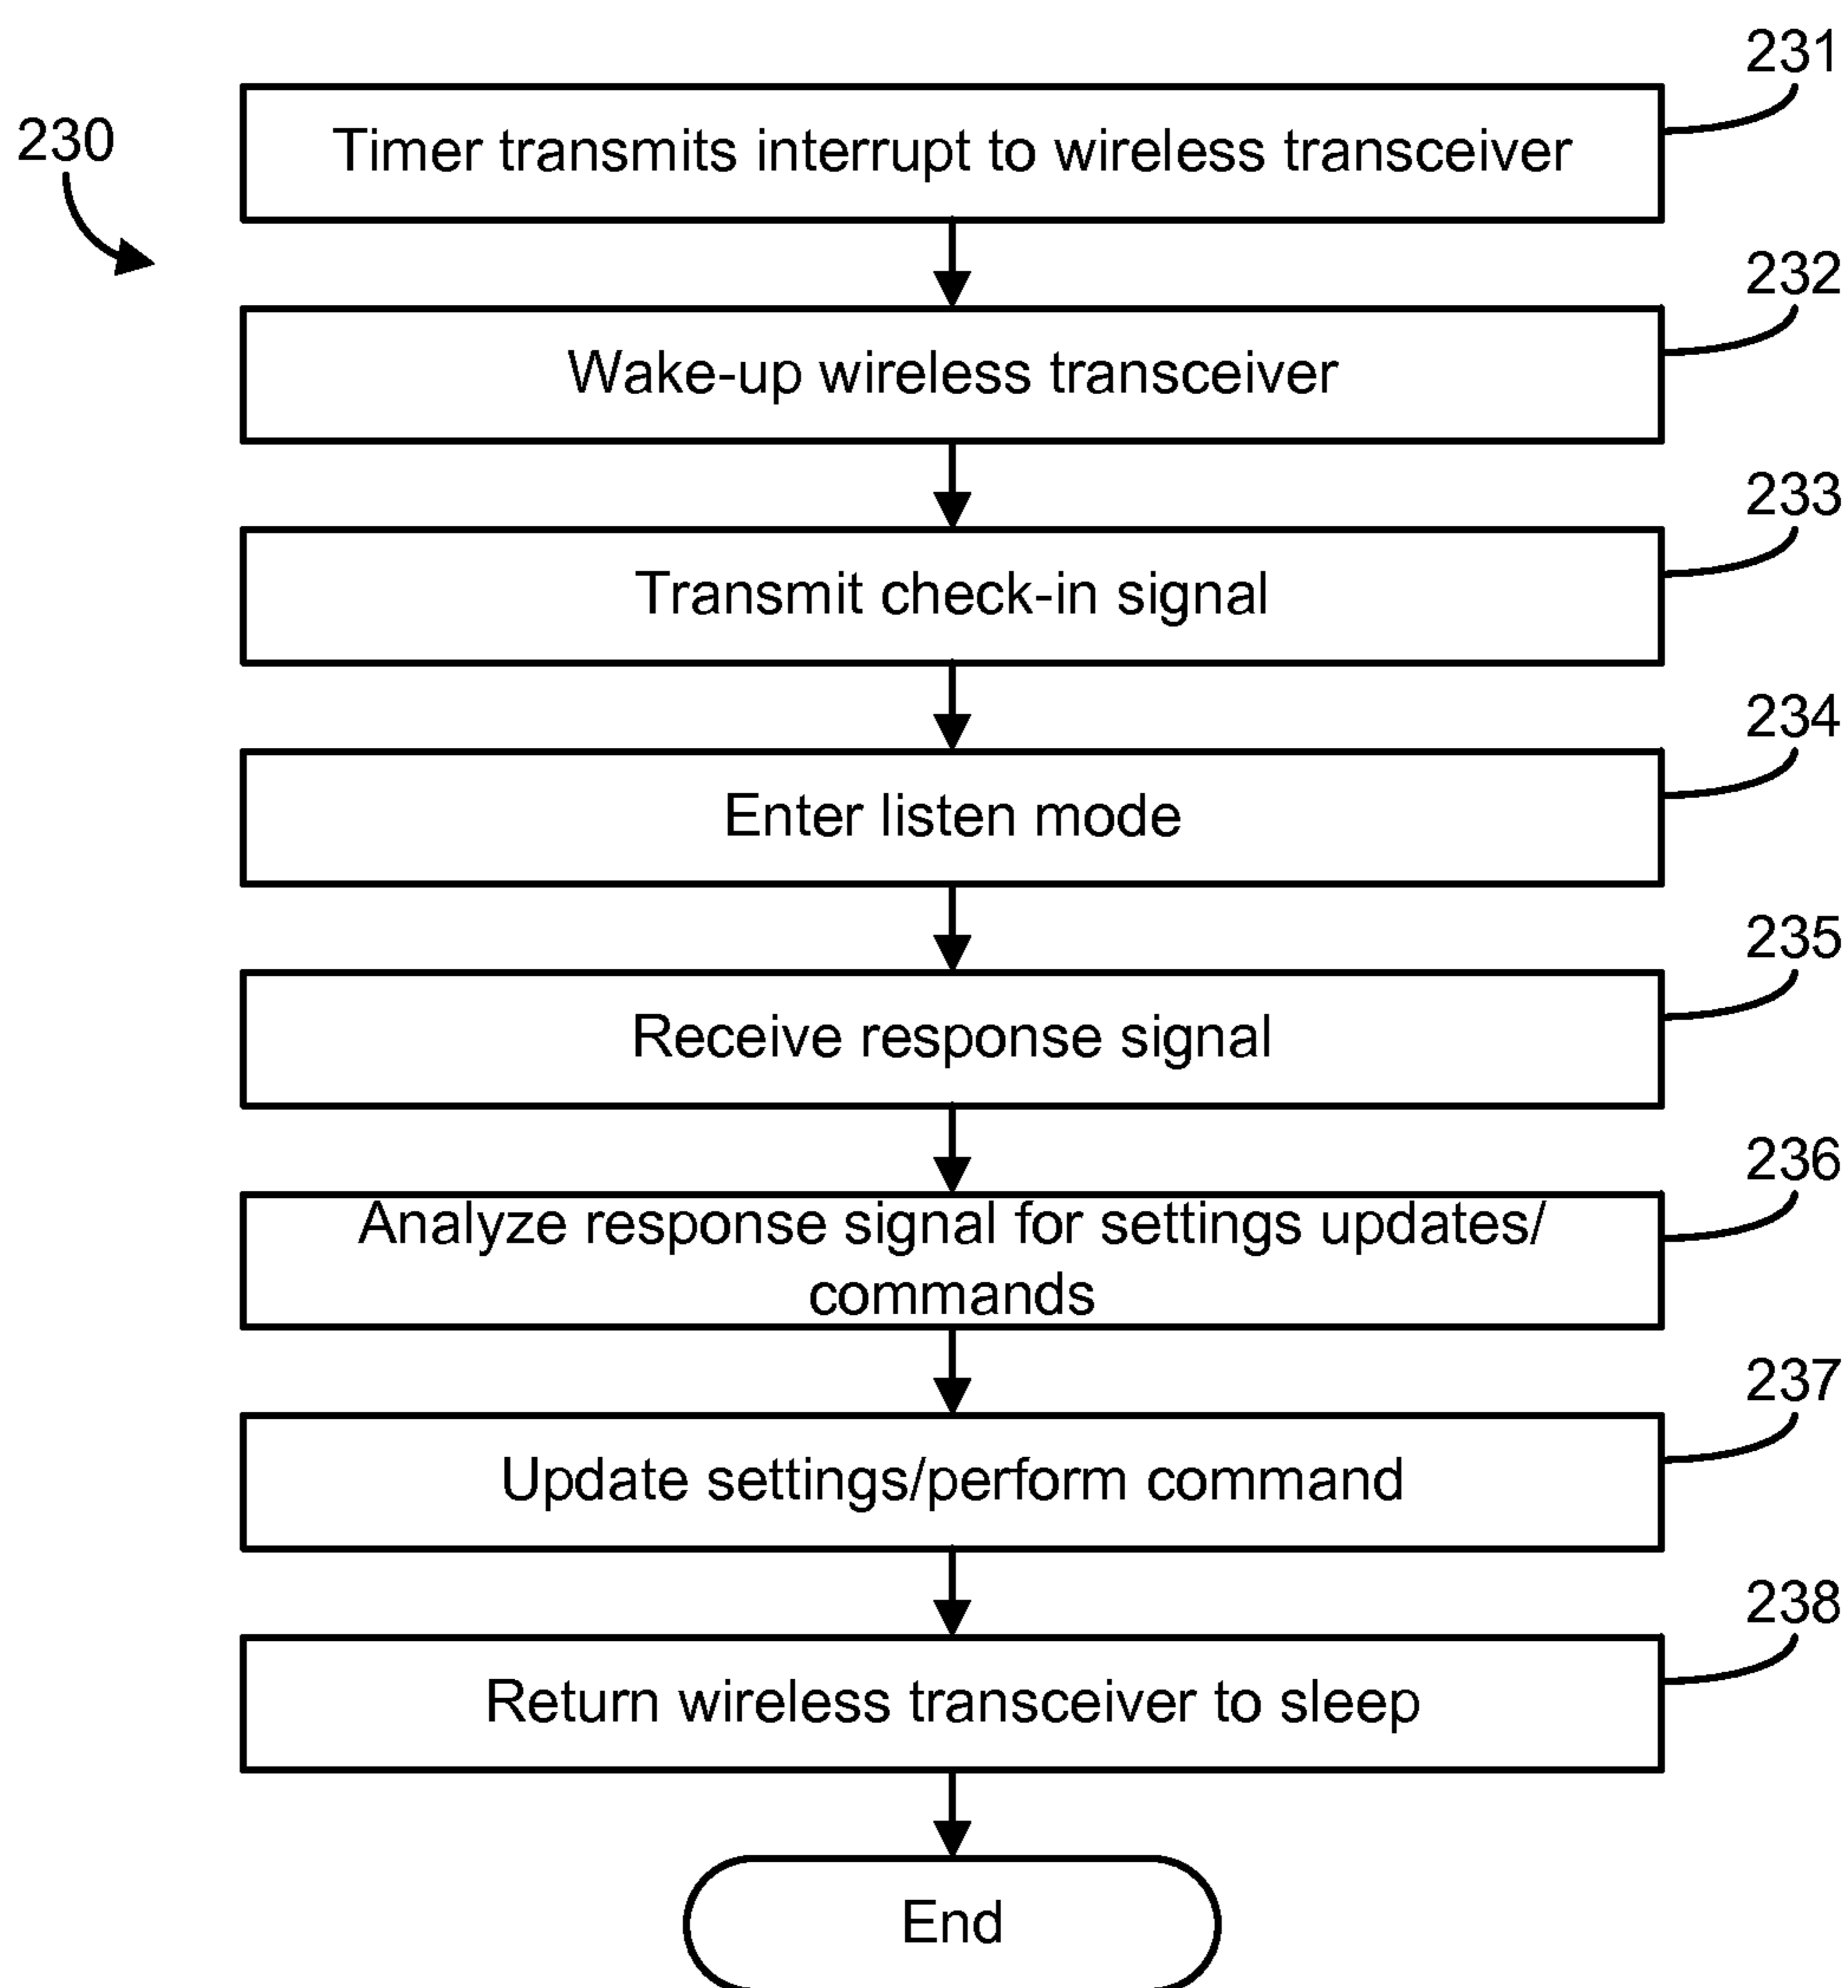 231
230
Timer transmits interrupt to wireless transceiver
232
Wake-up wireless transceiver
233
Transmit check-in signal
234
Enter listen mode
235
Receive response signal
236
Analyze response signal for settings updates/
commands
237
Update settings/perform command
238
Return wireless transceiver to sleep
End